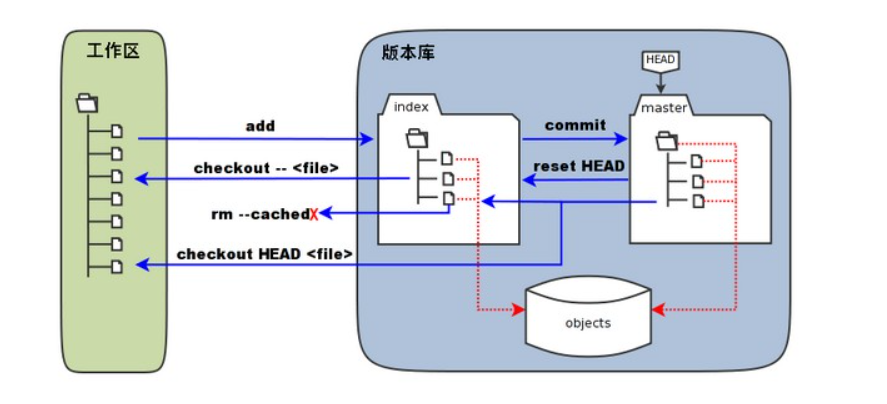 工作区
版本库
HEAD
index
master
add
commit
checkout -- <file>
reset HEAD
rm --cachedX
checkout HEAD <file>
objects